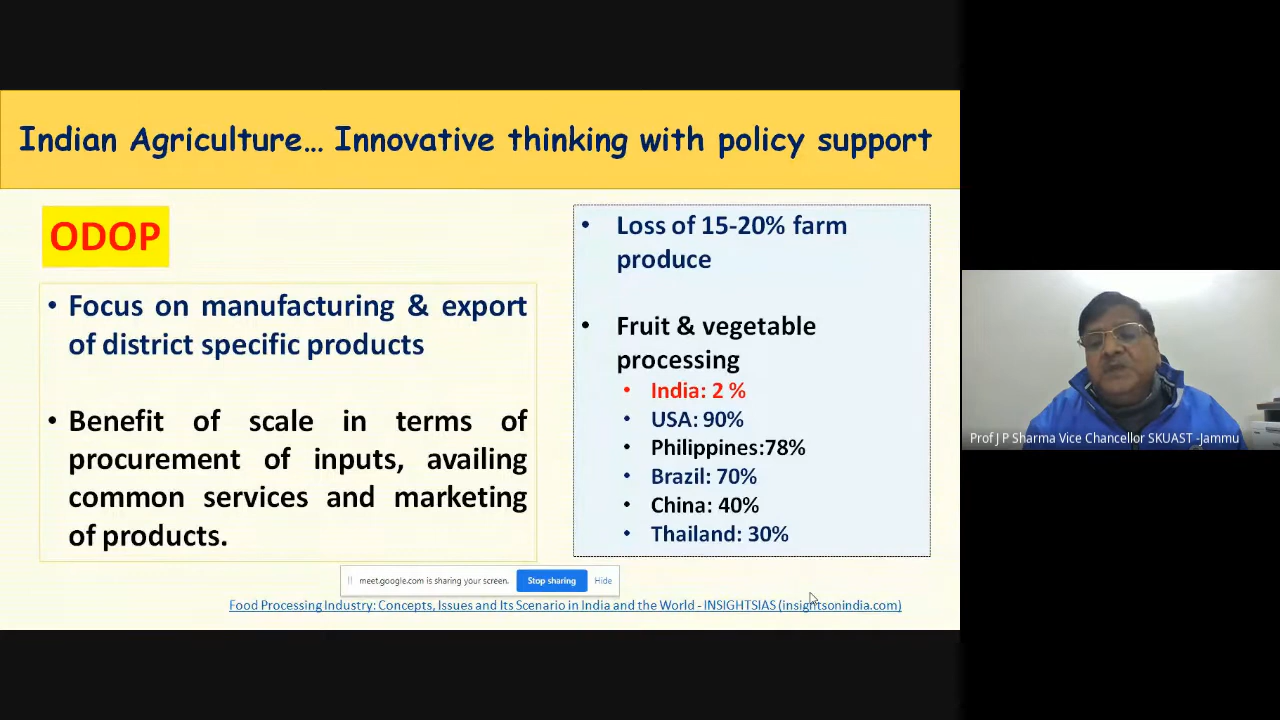 Indian Agriculture... Innovative thinking with policy support
ODOP
• Focus on manufacturing & export
of district specific products
• Benefit of scale in terms of
procurement of inputs, availing
common services and marketing
of products.
• Loss of 15-20% farm
produce
• Fruit & vegetable
processing
• India: 2 %
• USA: 90%
• Philippines:78%
• Brazil: 70%
• China: 40%
• Thailand: 30%
meet.google.com is sharing your screen. Stop sharing Hide
Food Processing Industry: Concepts, Issues and Its Scenario in India and the World - INSIGHTSIAS (insightsonindia.com)
Prof J P Sharma Vice Chancellor SKUAST -Jammu